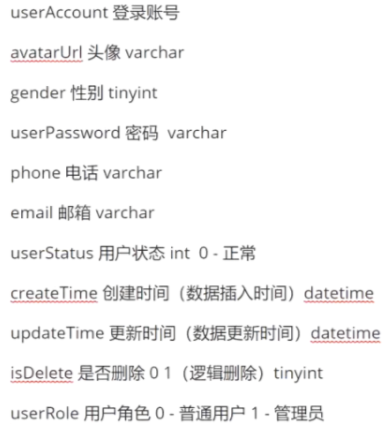 userAccount 登录账号
avatarUrl 头像 varchar
gender 性别 tinyint
userPassword 密码 varchar
phone 电话 varchar
email 邮箱 varchar
userStatus 用户状态 int 0 - 正常
createTime 创建时间（数据插入时间）datetime
updateTime 更新时间（数据更新时间）datetime
isDelete 是否删除 0 1（逻辑删除）tinyint
userRole 用户角色 0 - 普通用户 1 - 管理员